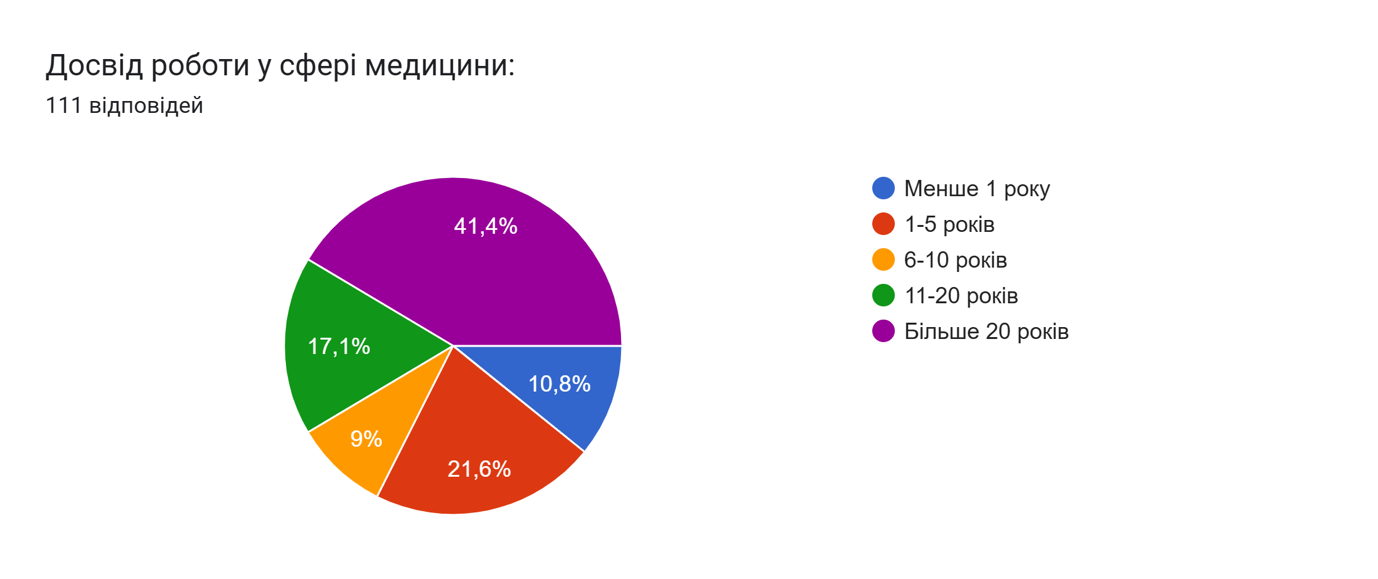 Досвід роботи у сфері медицини:
111 відповідей
41,4%
17,1%
10,8%
9%
21,6%
Менше 1 року
1-5 років
6-10 років
11-20 років
Більше 20 років